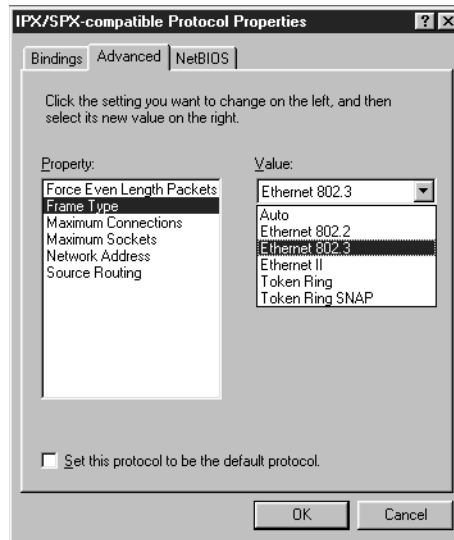 IPX/SPX-compatible Protocol Properties
Bindings Advanced NetBIOS
Click the setting you want to change on the left, and then
select its new value on the right.
Property:
Force Even Length Packets
Frame Type
Maximum Connections
Maximum Sockets
Network Address
Source Routing
Value:
Ethernet 802.3
Auto
Ethernet 802.2
Ethernet 802.3
Ethernet II
Token Ring
Token Ring SNAP
Set this protocol to be the default protocol.
OK Cancel